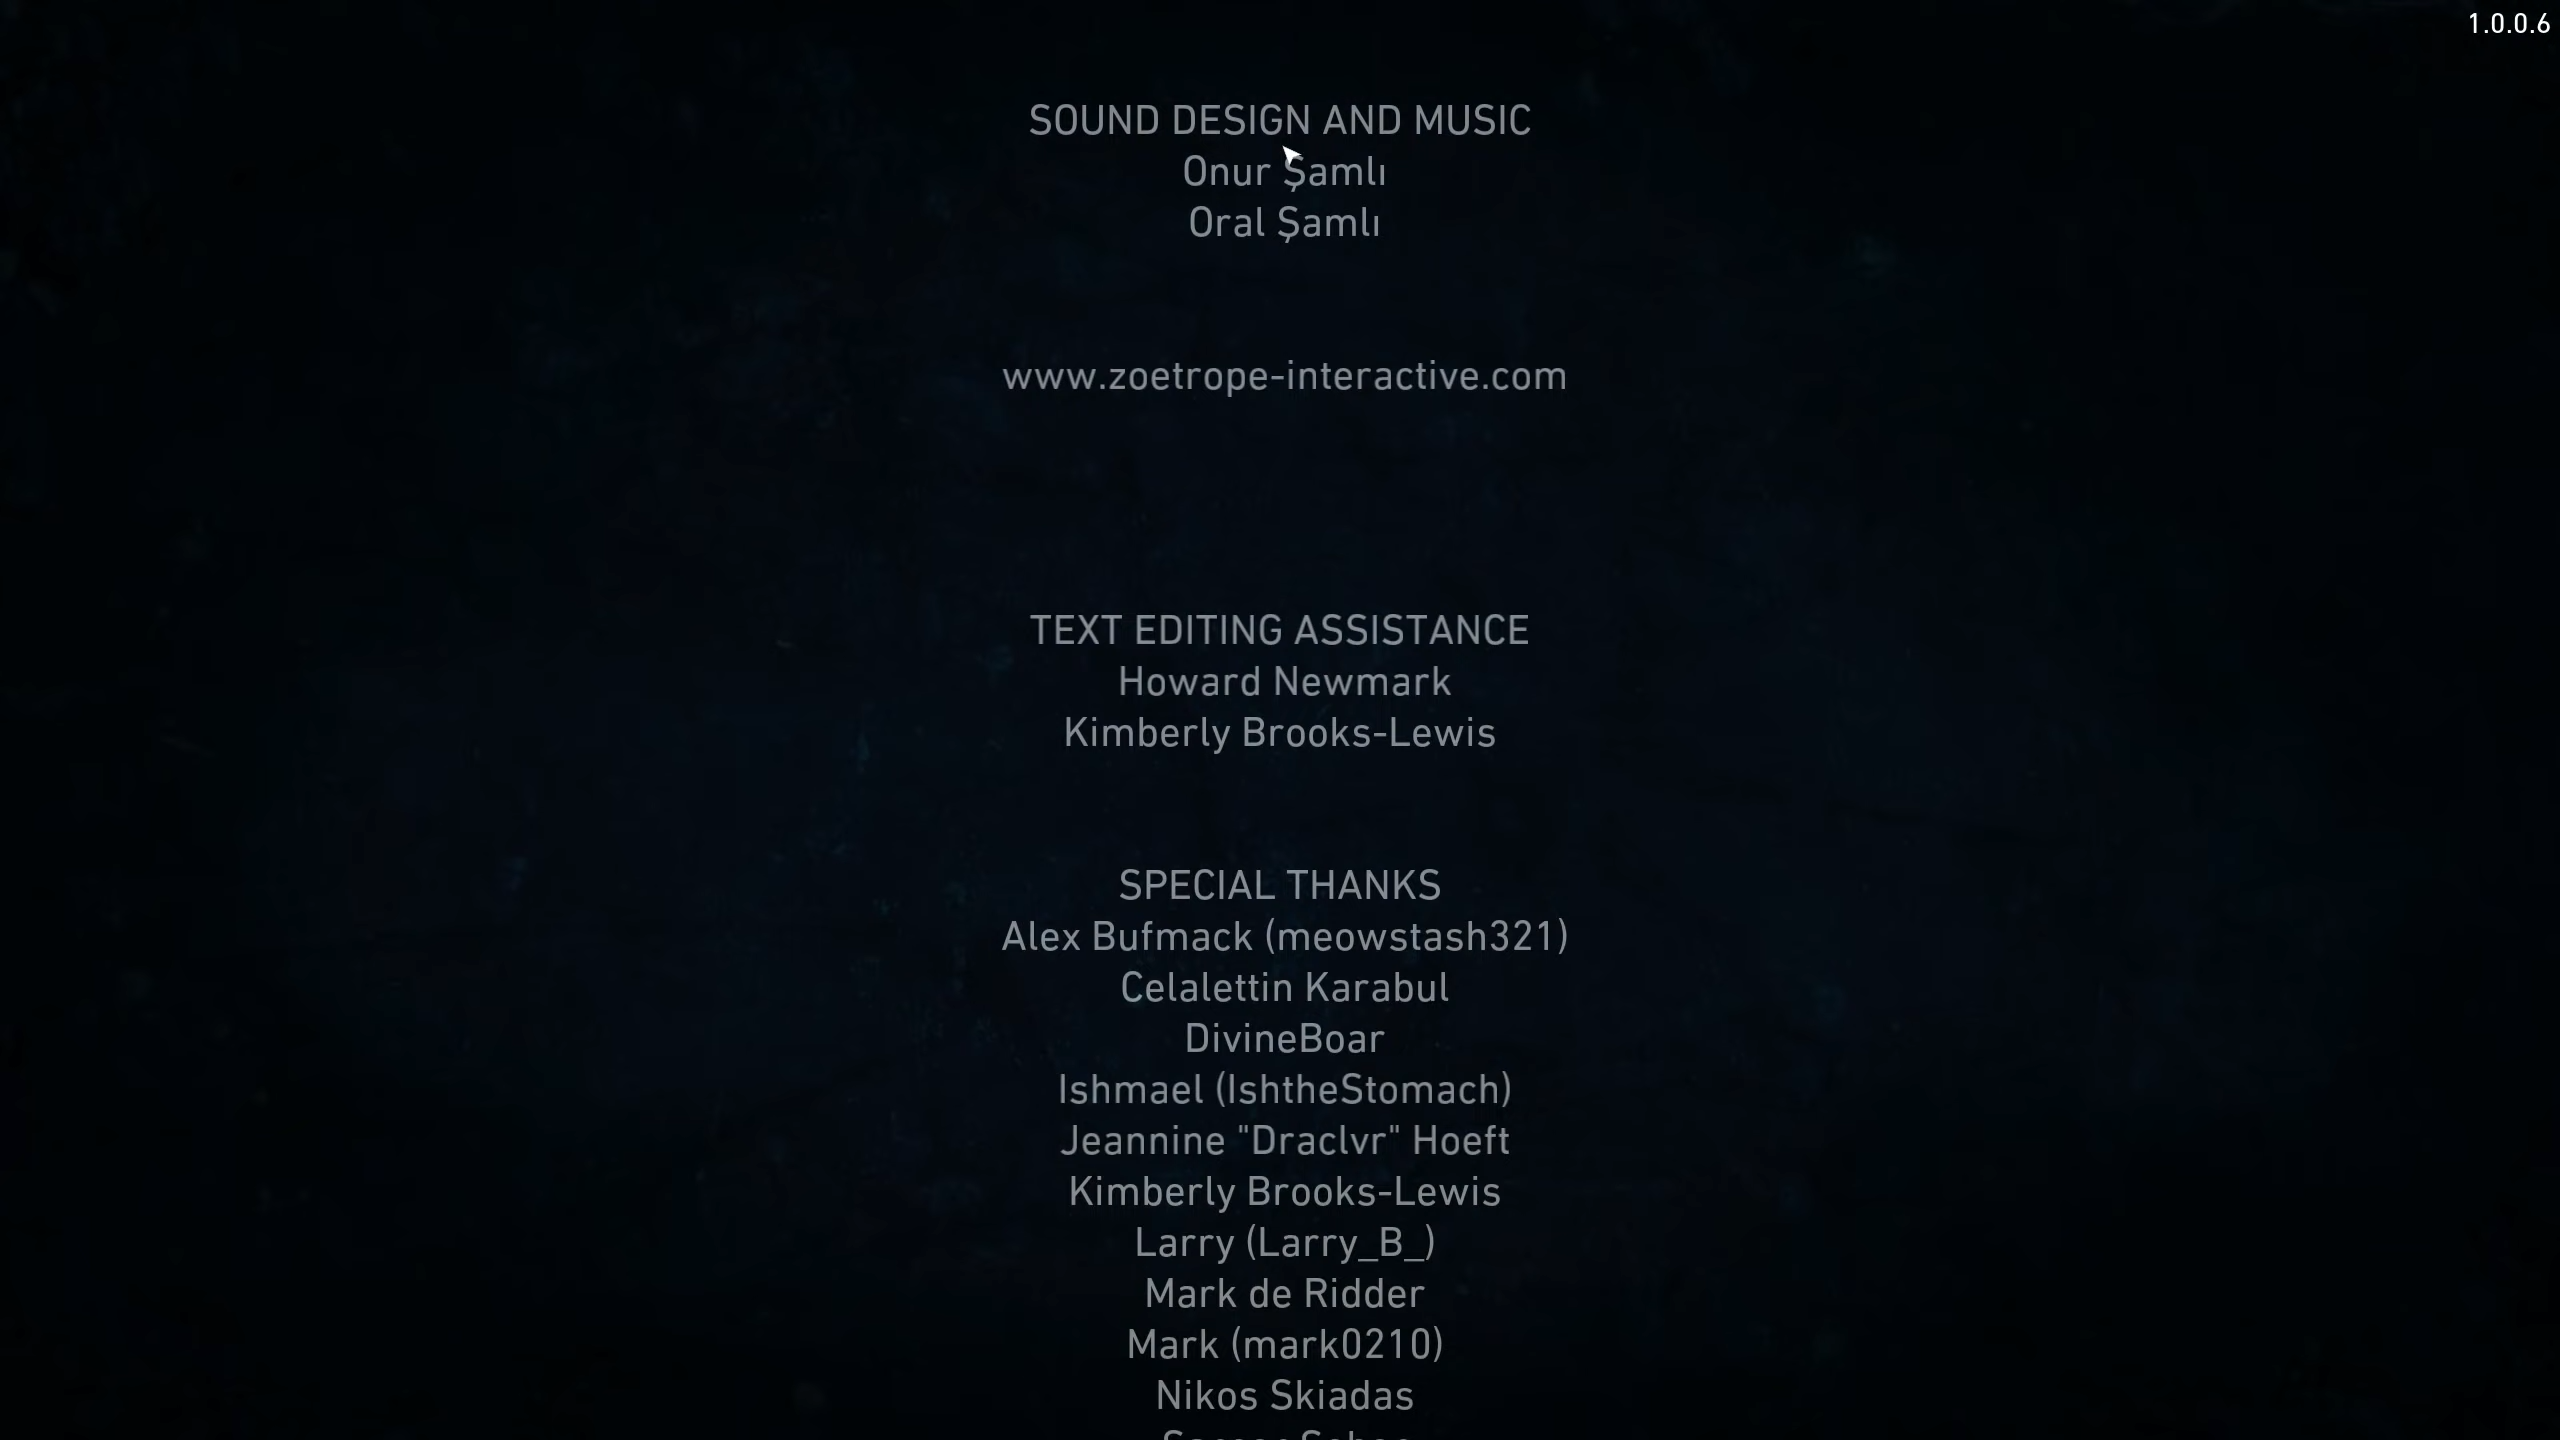 1.0.0.6
SOUND DESIGN AND MUSIC
Onur Şamlı
Oral Şamlı
www.zoetrope-interactive.com
TEXT EDITING ASSISTANCE
Howard Newmark
Kimberly Brooks-Lewis
SPECIAL THANKS
Alex Bufmack (meowstash321)
Celalettin Karabul
DivineBoar
Ishmael (IshtheStomach)
Jeannine "Draclvr" Hoeft
Kimberly Brooks-Lewis
Larry (Larry_B_)
Mark de Ridder
Mark (mark0210)
Nikos Skiadas